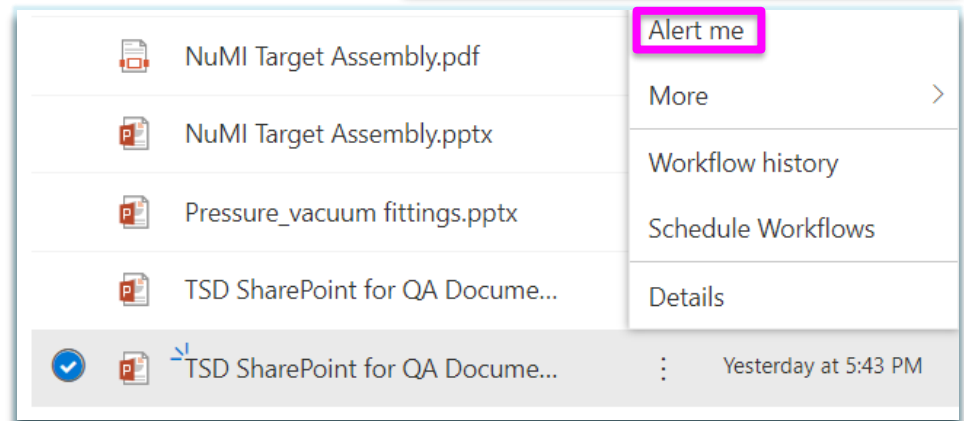 Alert me
NuMI Target Assembly.pdf
More
NuMI Target Assembly.pptx
Workflow history
Pressure_vacuum fittings.pptx
Schedule Workflows
TSD SharePoint for QA Docume...
Details
TSD SharePoint for QA Docume...
Yesterday at 5:43 PM